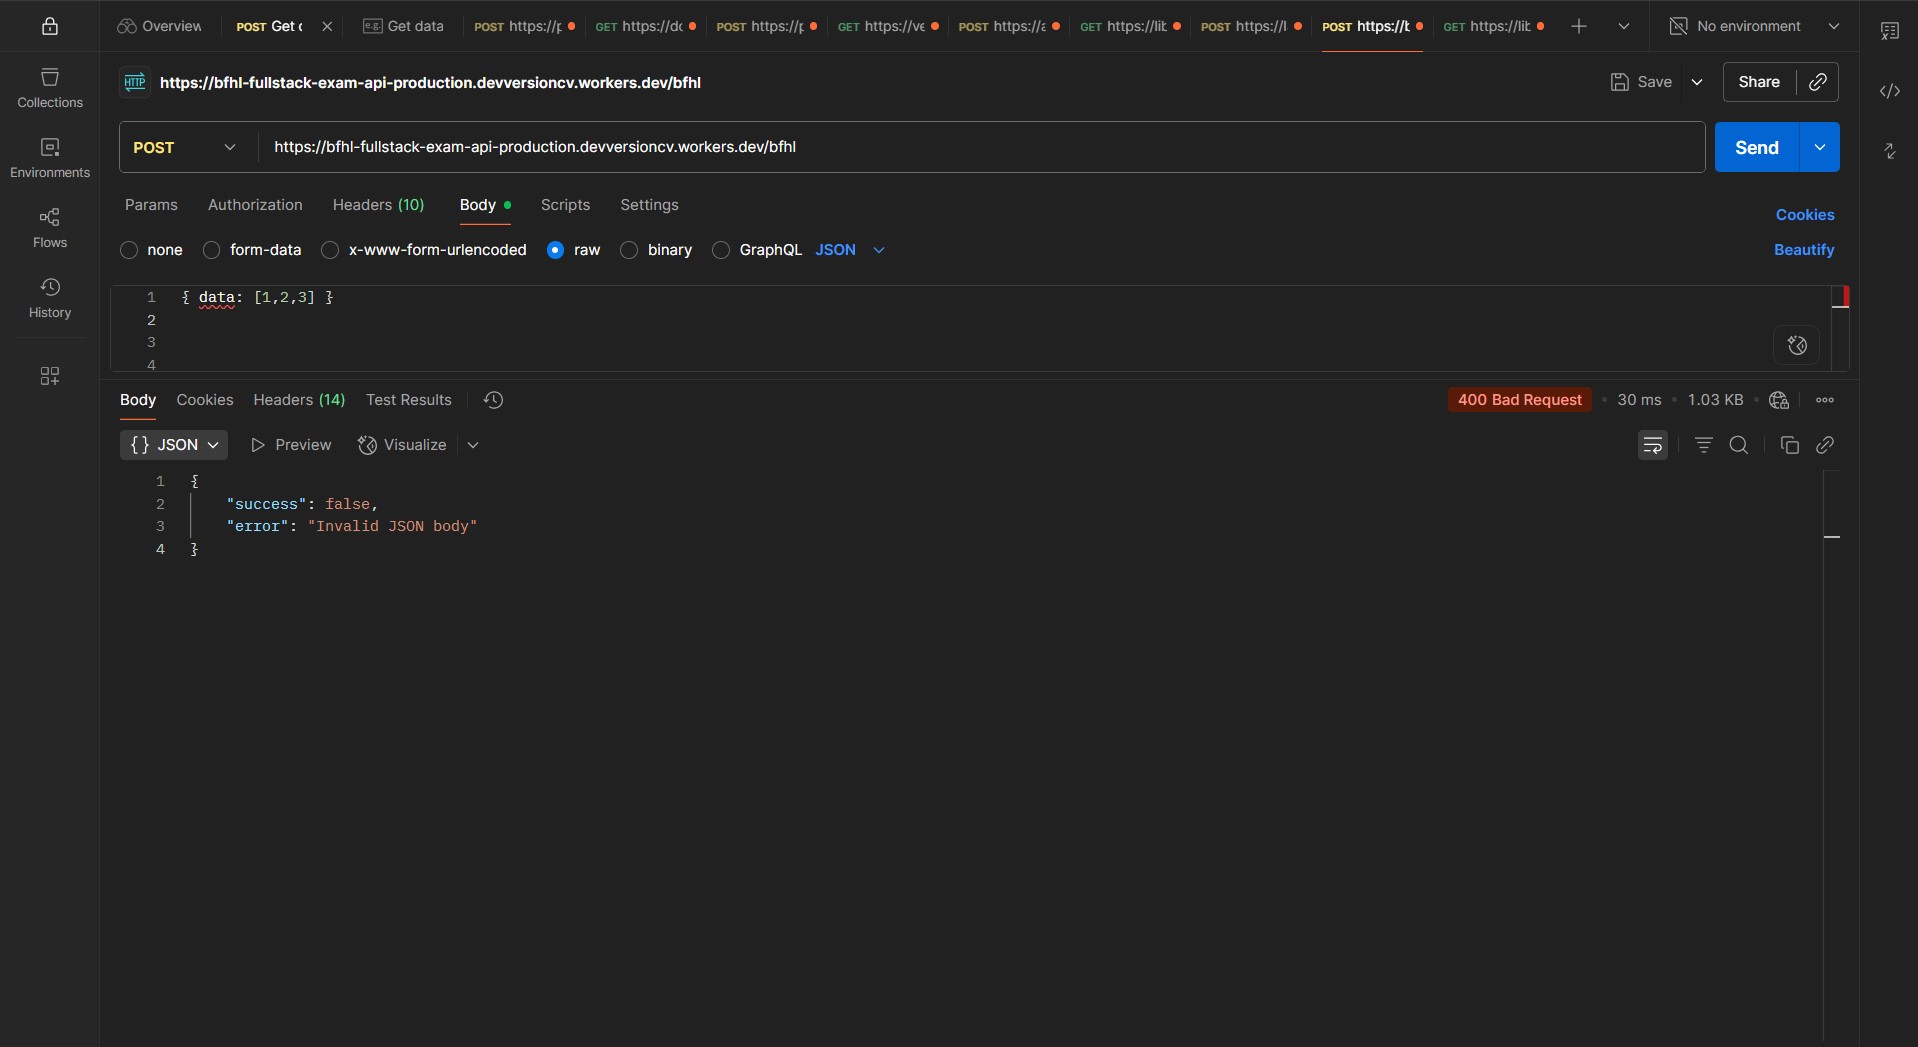 Overview
POST Get c
Get data
POST https://p
GET https://dc
POST https://p
GET https://ve
POST https://a
GET https://lit
POST https://l
POST https://b
GET https://lit
No environment
Collections
Environments
Flows
History
HTTP https://bfhl-fullstack-exam-api-production.devversioncv.workers.dev/bfhl
Save
Share
POST https://bfhl-fullstack-exam-api-production.devversioncv.workers.dev/bfhl
Send
Params Authorization Headers (10) Body Scripts Settings
Cookies
none form-data x-www-form-urlencoded raw binary GraphQL JSON
Beautify
1 { data: [1,2,3] }
2
3
4
Body Cookies Headers (14) Test Results
400 Bad Request 30 ms 1.03 KB
{} JSON Preview Visualize
1 {
2 "success": false,
3 "error": "Invalid JSON body"
4 }